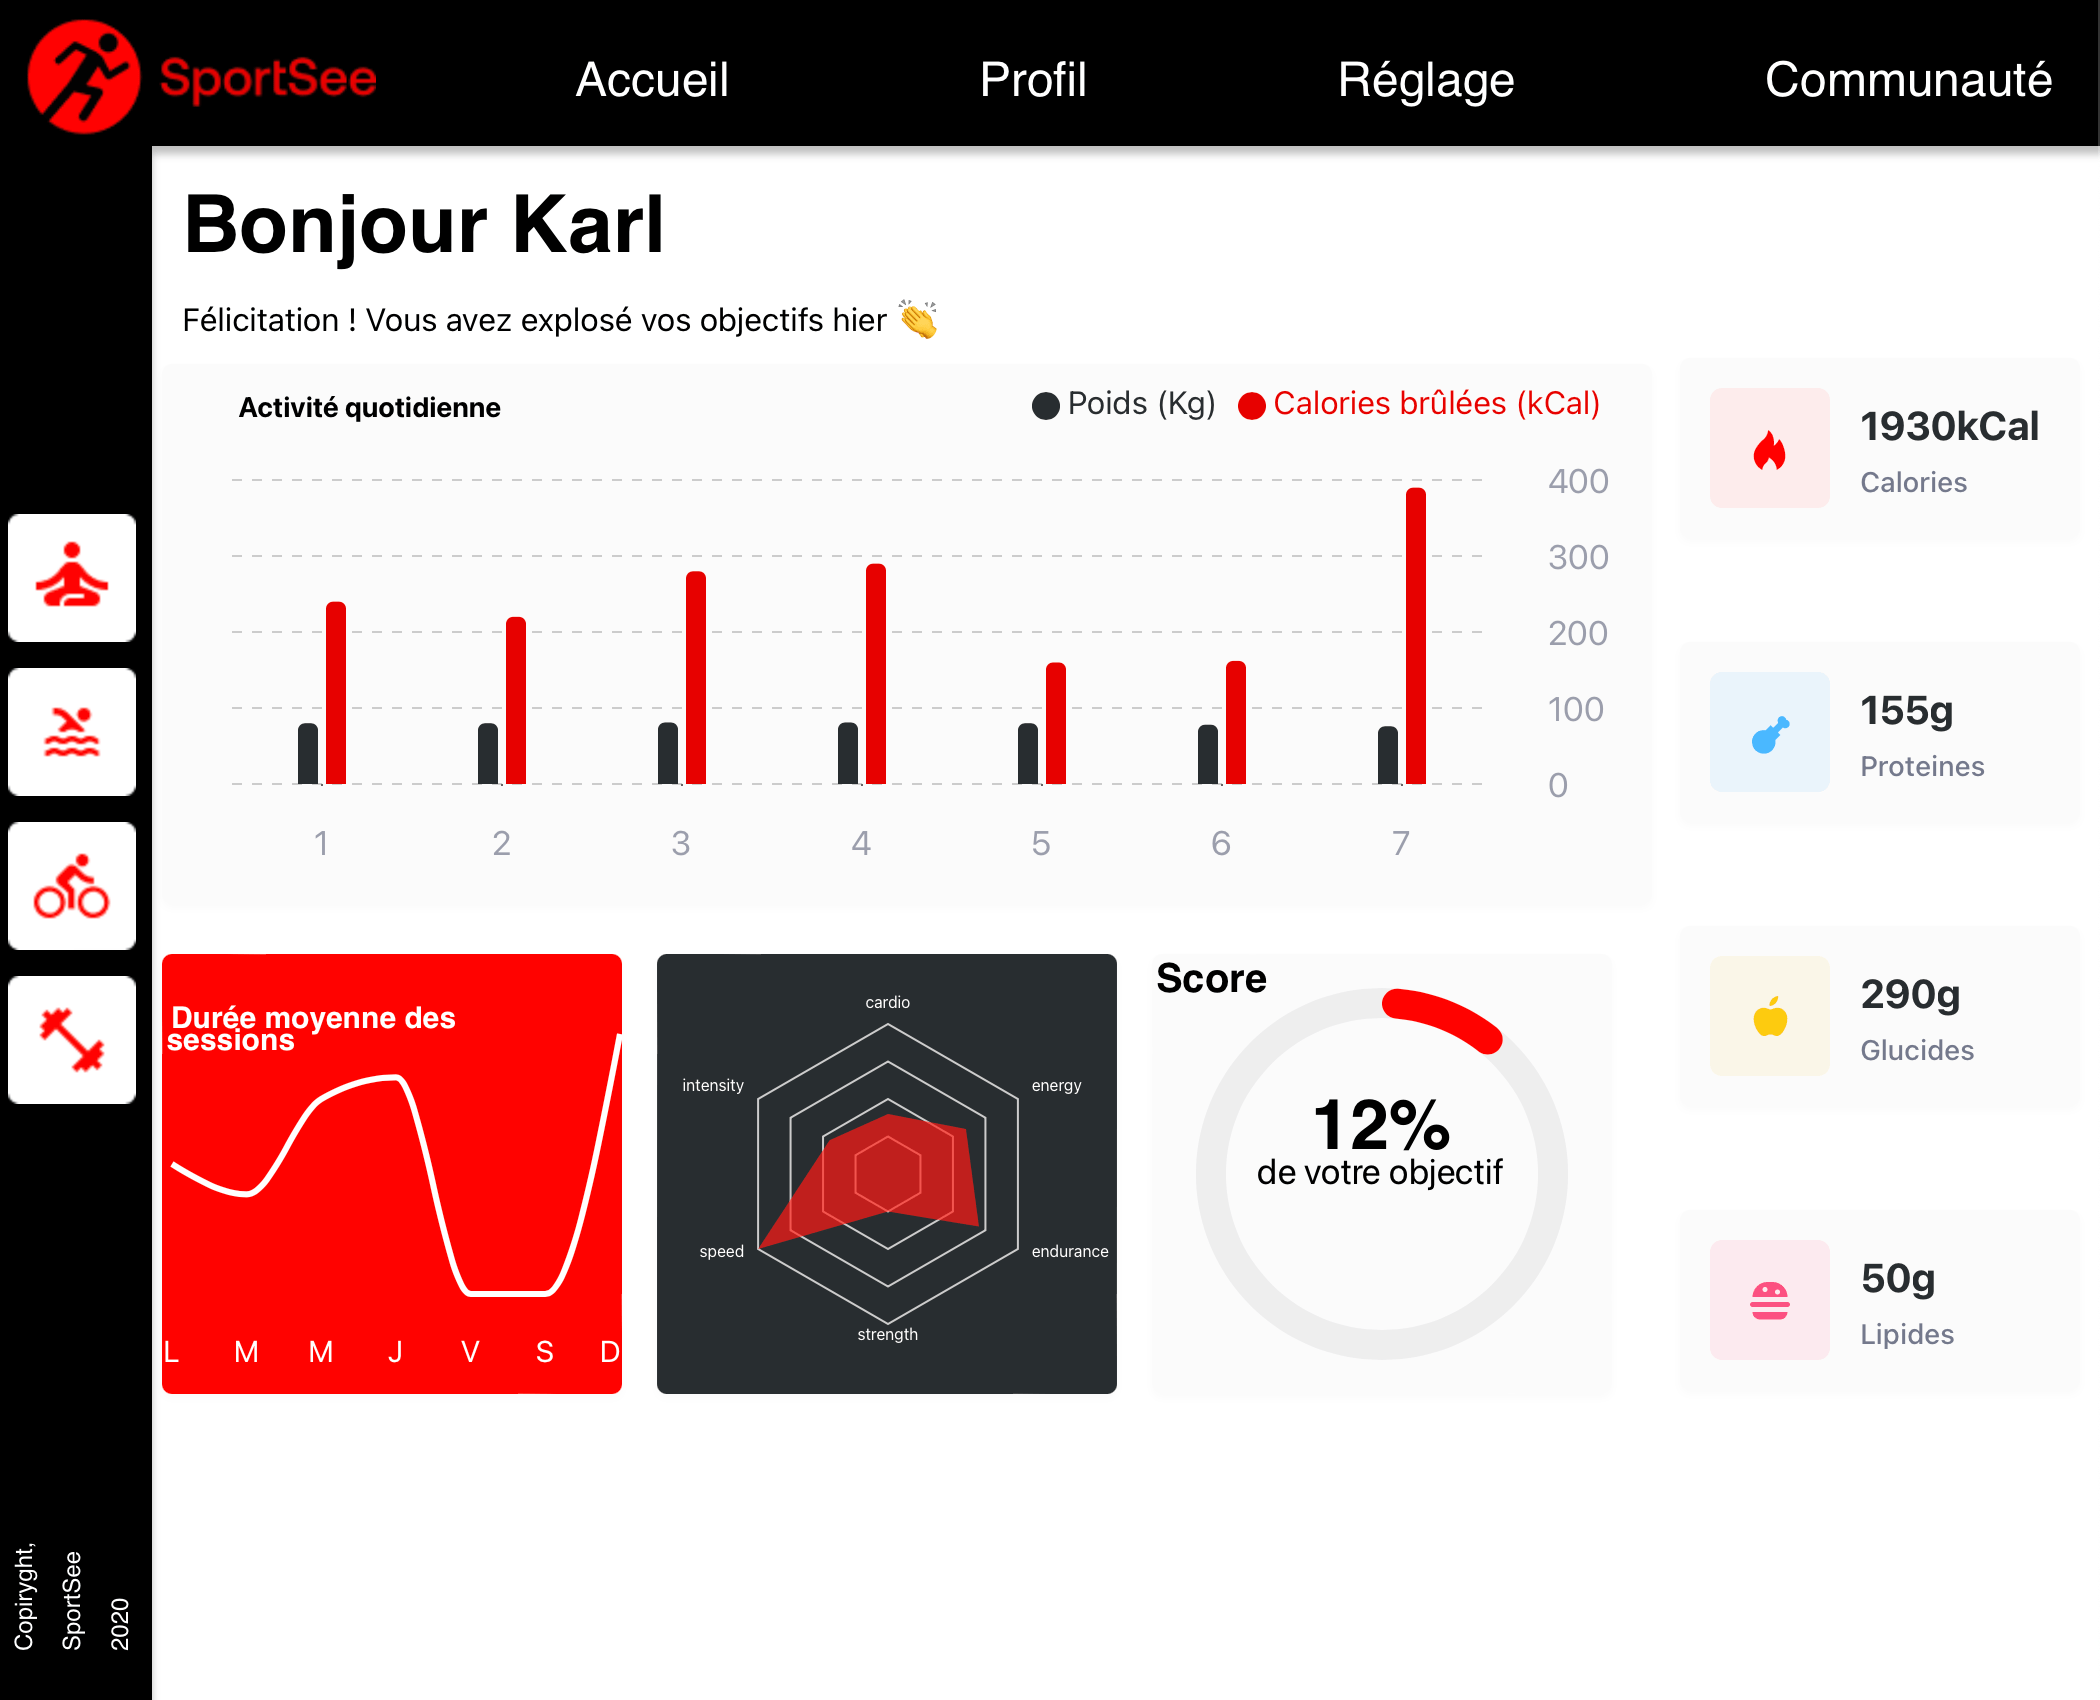 SportSee
Accueil
Profil
Réglage
Communauté
Bonjour Karl
Félicitation ! Vous avez explosé vos objectifs hier 👏
Activité quotidienne
Poids (Kg)
Calories brûlées (kCal)
400
300
200
100
0
1
2
3
4
5
6
7
1930kCal
Calories
155g
Proteines
290g
Glucides
50g
Lipides
Durée moyenne des
sessions
L
M
M
J
V
S
D
cardio
energy
endurance
strength
speed
intensity
Score
12%
de votre objectif
Copiryght,
SportSee
2020